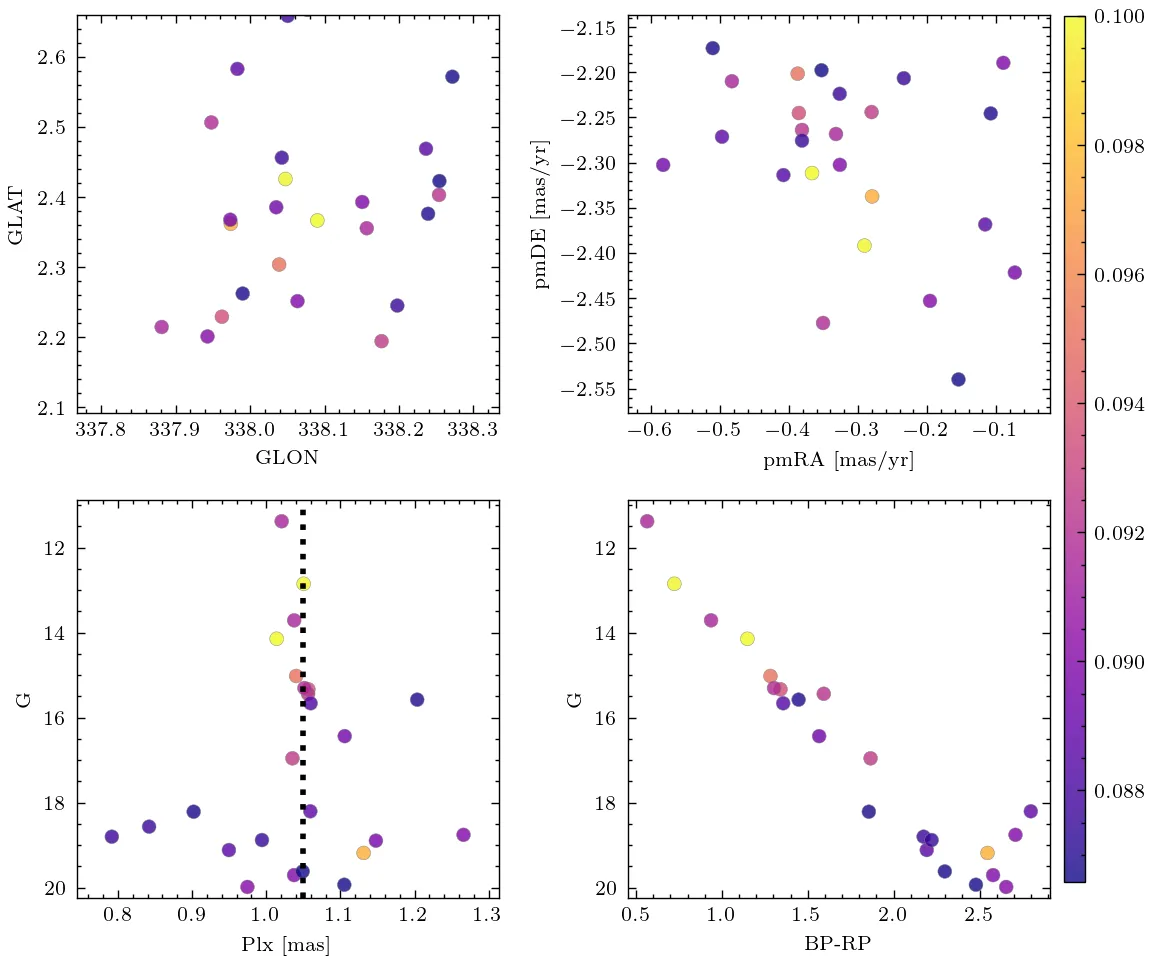 2.6
2.5
2.4
2.3
2.2
2.1
GLAT
337.8 337.9 338.0 338.1 338.2 338.3
GLON
−2.15
−2.20
−2.25
−2.30
−2.35
−2.40
−2.45
−2.50
−2.55
pmDE [mas/yr]
−0.6 −0.5 −0.4 −0.3 −0.2 −0.1
pmRA [mas/yr]
0.100
0.098
0.096
0.094
0.092
0.090
0.088
12
14
16
18
20
G
0.8 0.9 1.0 1.1 1.2 1.3
Plx [mas]
12
14
16
18
20
G
0.5 1.0 1.5 2.0 2.5
BP-RP